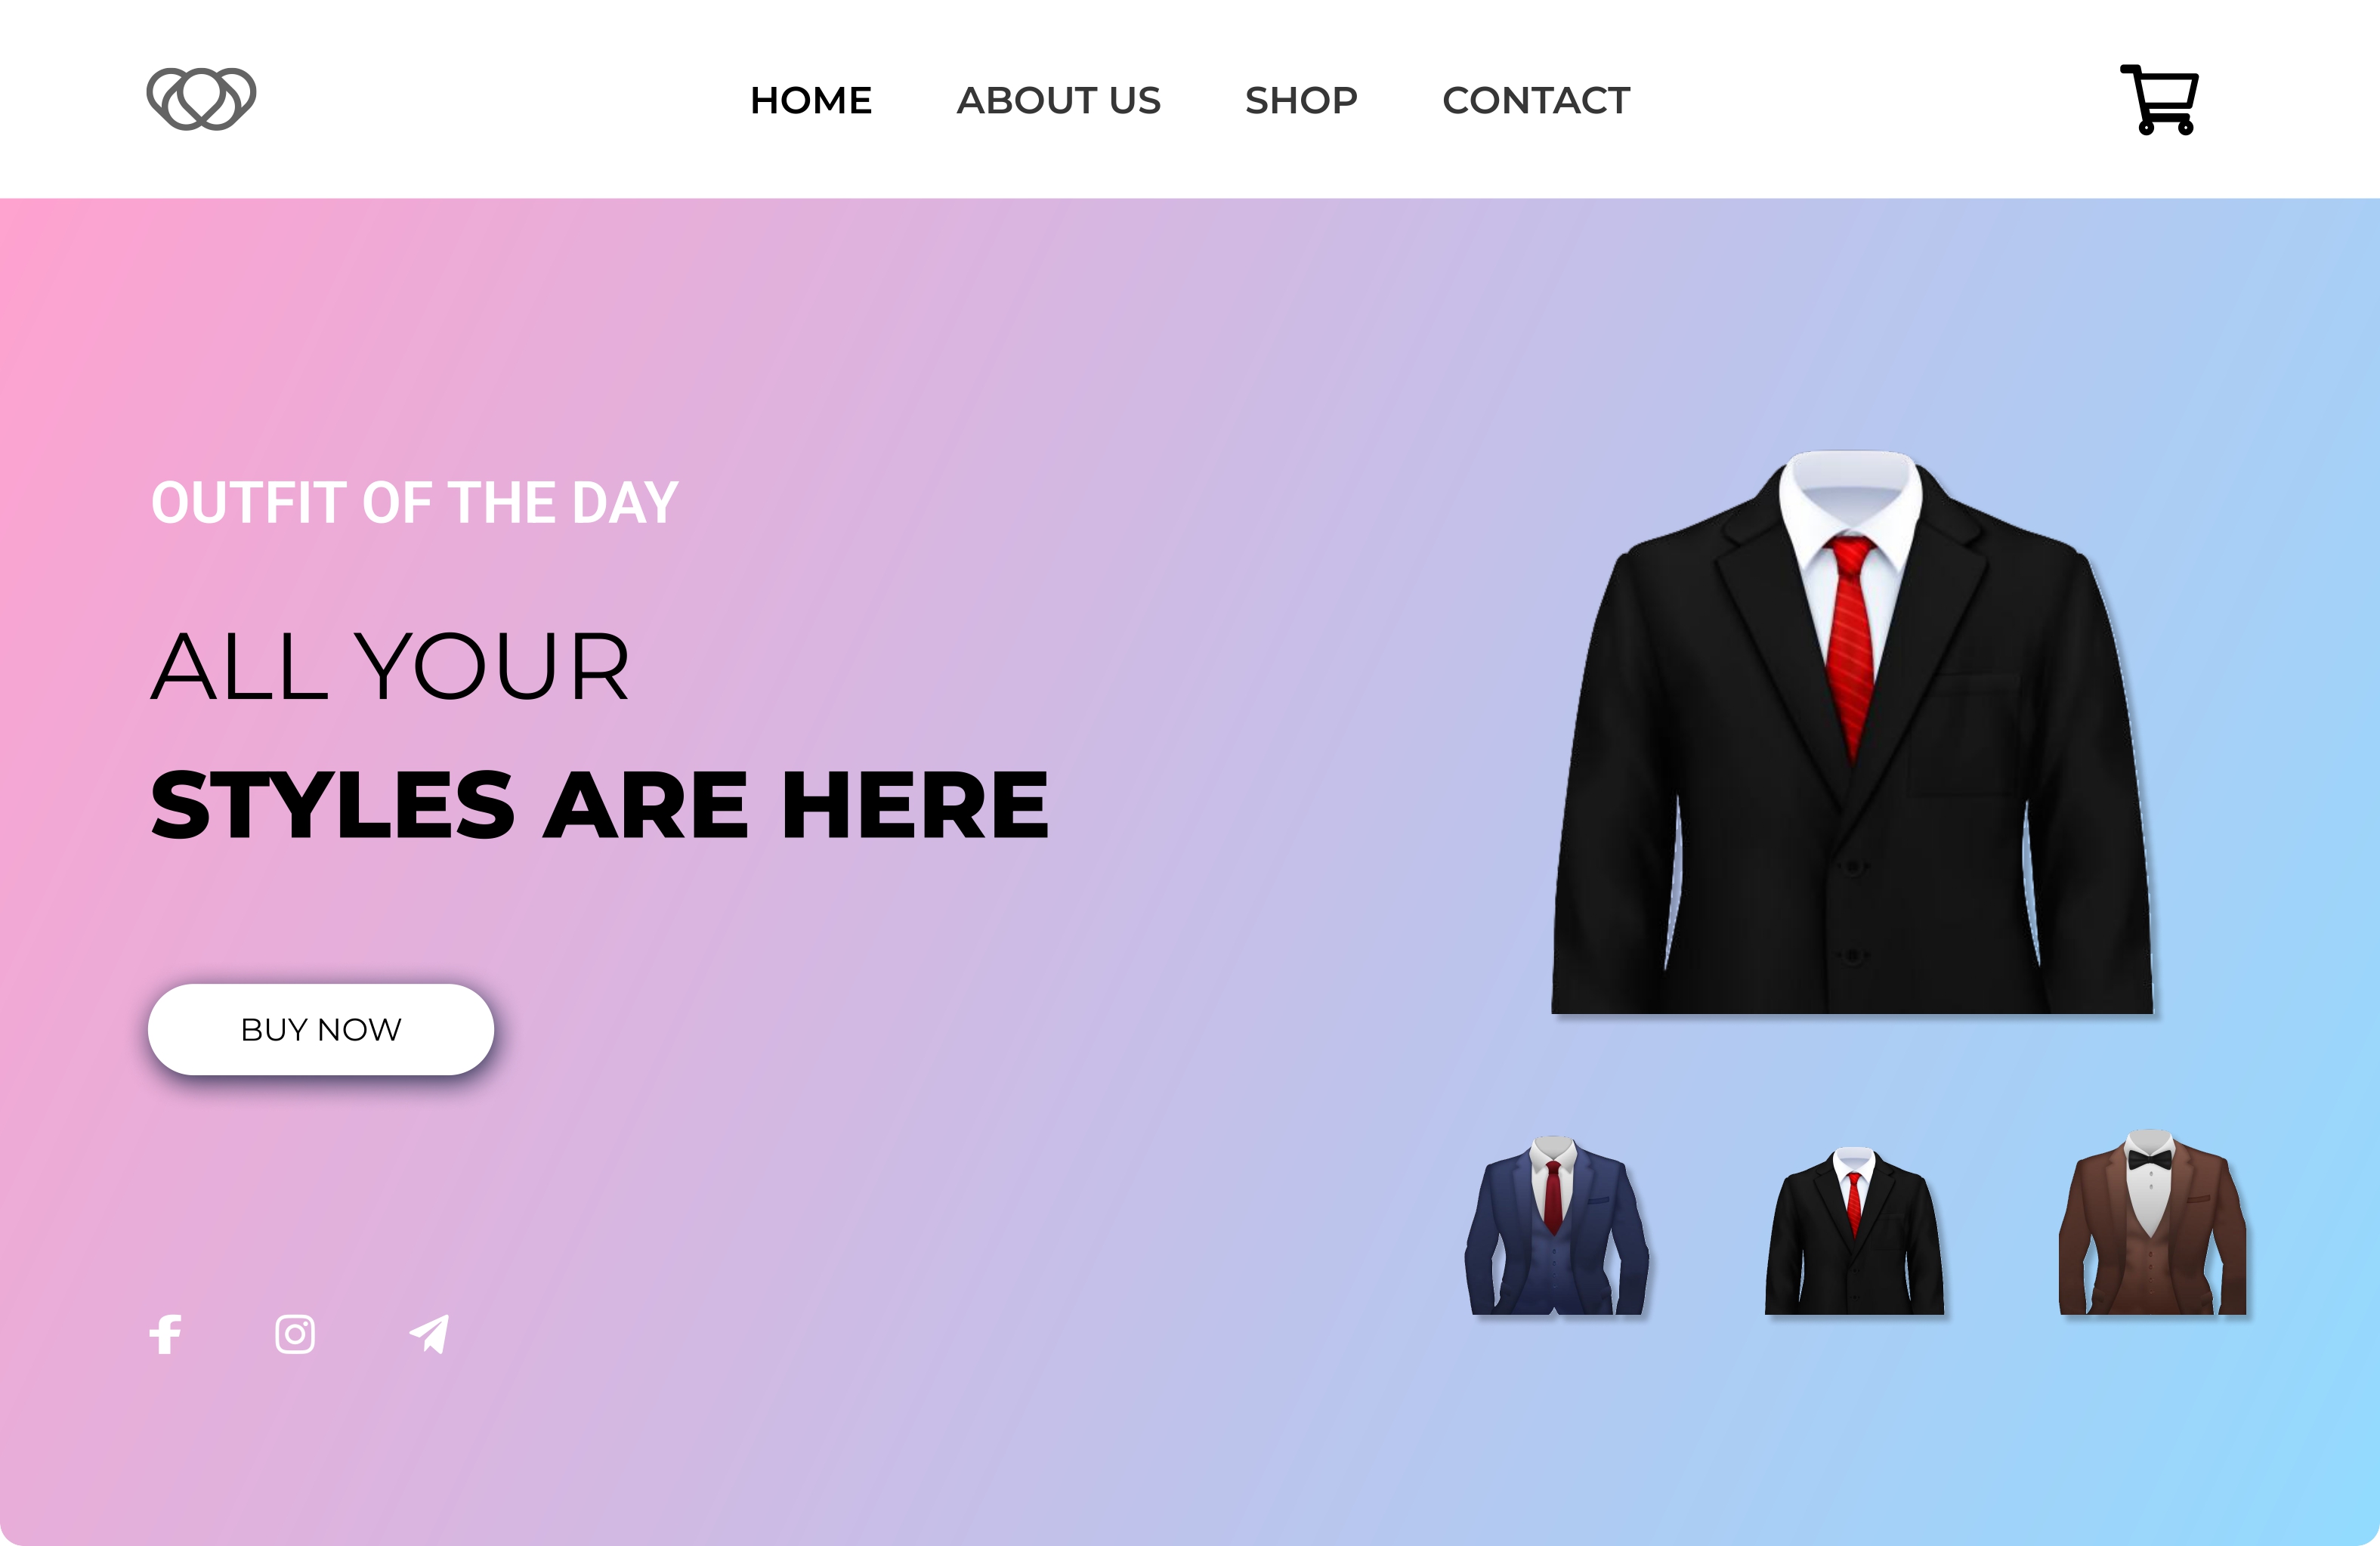 HOME
ABOUT US
SHOP
CONTACT
OUTFIT OF THE DAY
ALL YOUR
STYLES ARE HERE
BUY NOW